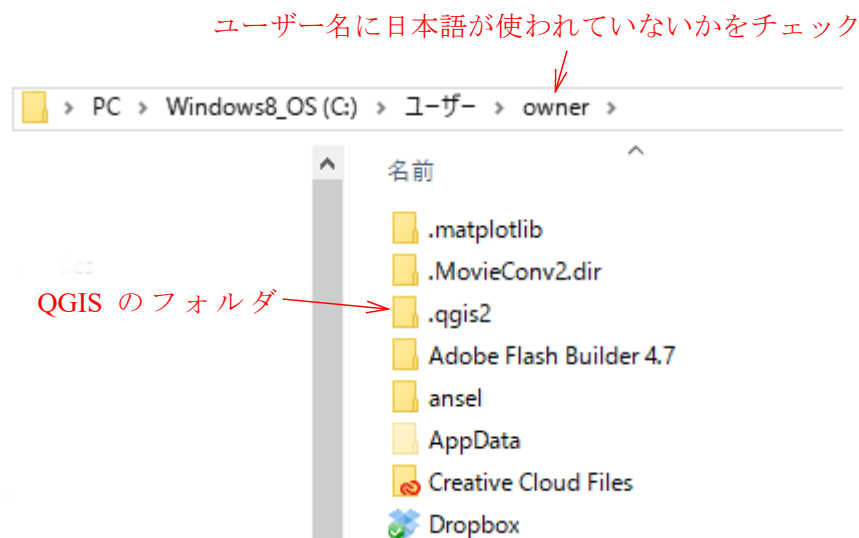 ユーザー名に日本語が使われていないかをチェック
> PC > Windows8_OS (C:) > ユーザー > owner >
名前
.matplotlib
.MovieConv2.dir
QGIS のフォルダ
.qgis2
Adobe Flash Builder 4.7
ansel
AppData
Creative Cloud Files
Dropbox